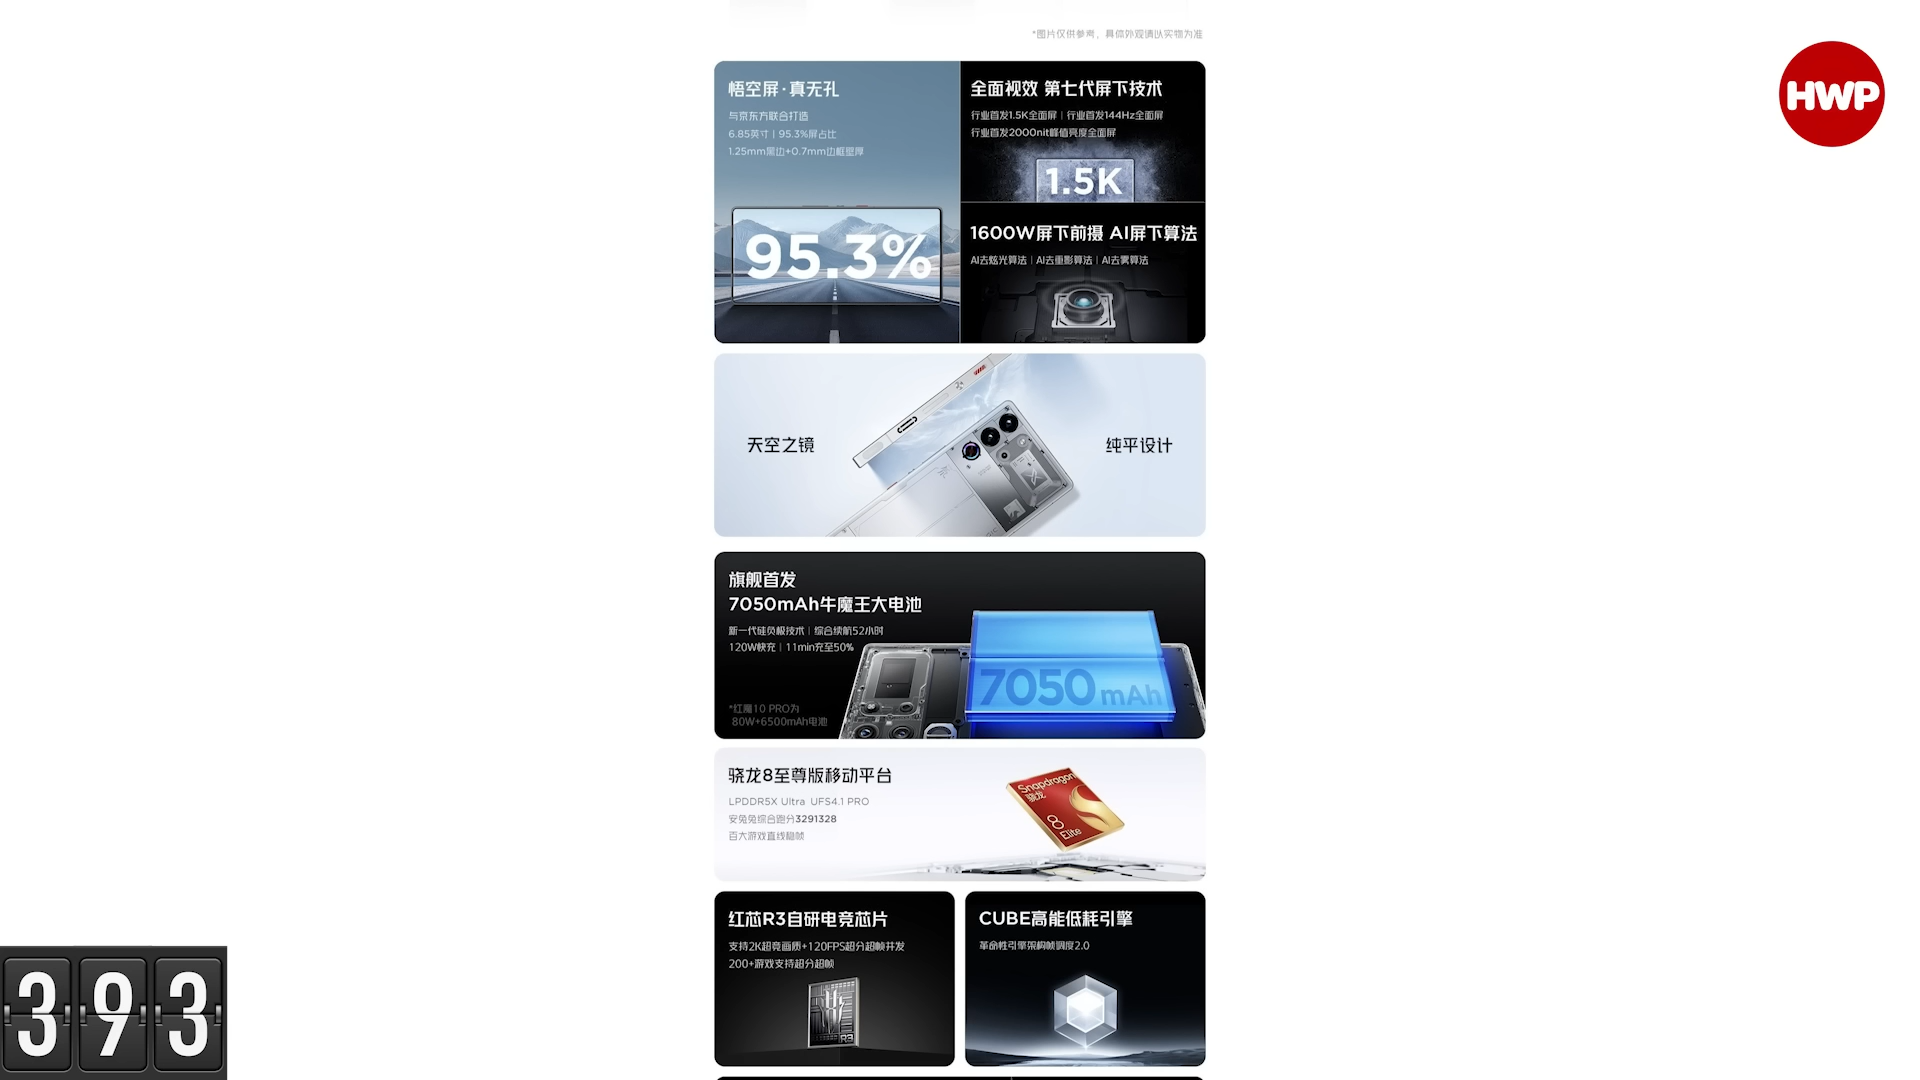 *图片仅供参考，具体外观请以实物为准
HWP
悟空屏·真无孔
与京东方联合打造
6.85英寸 | 95.3%屏占比
1.25mm黑边+0.7mm边框壁厚
95.3%
全面视效 第七代屏下技术
行业首发1.5K全面屏 | 行业首发144Hz全面屏
行业首发2000nit峰值亮度全面屏
1.5K
1600W屏下前摄 AI屏下算法
AI去炫光算法 | AI去重影算法 | AI去雾算法
天空之镜
纯平设计
旗舰首发
7050mAh牛魔王大电池
新一代硅负极技术 | 综合续航52小时
120W快充 | 11min充至50%
7050 mAh
*红魔10 PRO为
80W+6500mAh电池
骁龙8至尊版移动平台
LPDDR5X Ultra UFS4.1 PRO
安兔兔综合跑分3291328
百大游戏直线稳帧
Snapdragon
骁龙
8
Elite
红芯R3自研电竞芯片
支持2K超竞画质+120FPS超分超帧并发
200+游戏支持超分超帧
R3
CUBE高能低耗引擎
革命性引擎架构帧调度2.0
393